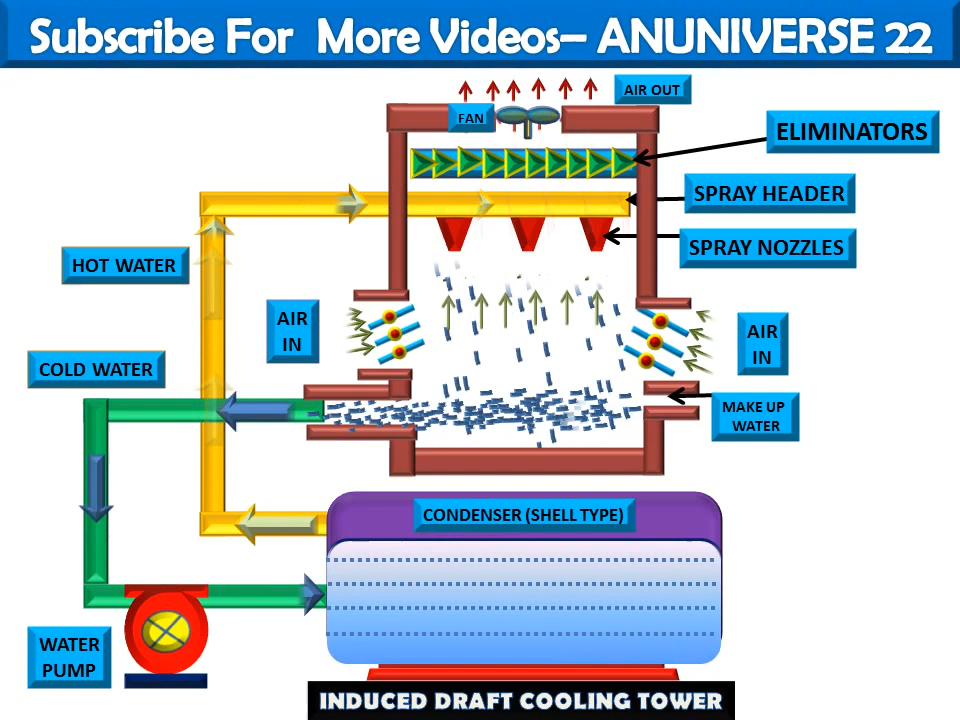 Subscribe For More Videos– ANUNIVERSE 22
AIR OUT
FAN
ELIMINATORS
SPRAY HEADER
SPRAY NOZZLES
HOT WATER
AIR
IN
AIR
IN
COLD WATER
MAKE UP
WATER
CONDENSER (SHELL TYPE)
WATER
PUMP
INDUCED DRAFT COOLING TOWER